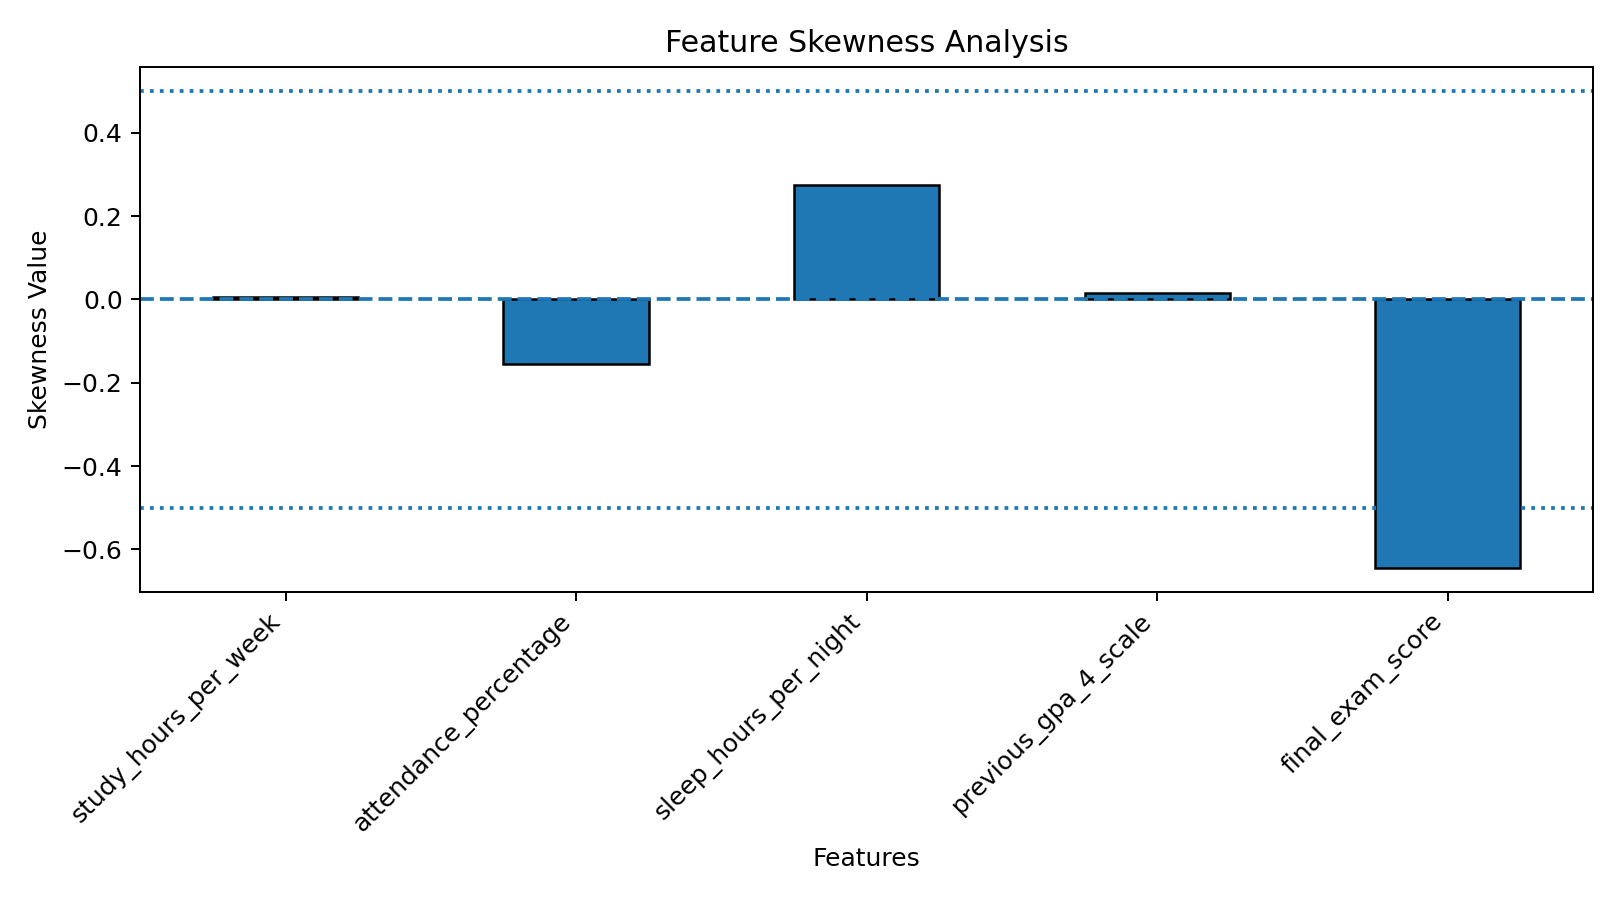 Feature Skewness Analysis
Skewness Value
0.4
0.2
0.0
−0.2
−0.4
−0.6
study_hours_per_week
attendance_percentage
sleep_hours_per_night
previous_gpa_4_scale
final_exam_score
Features